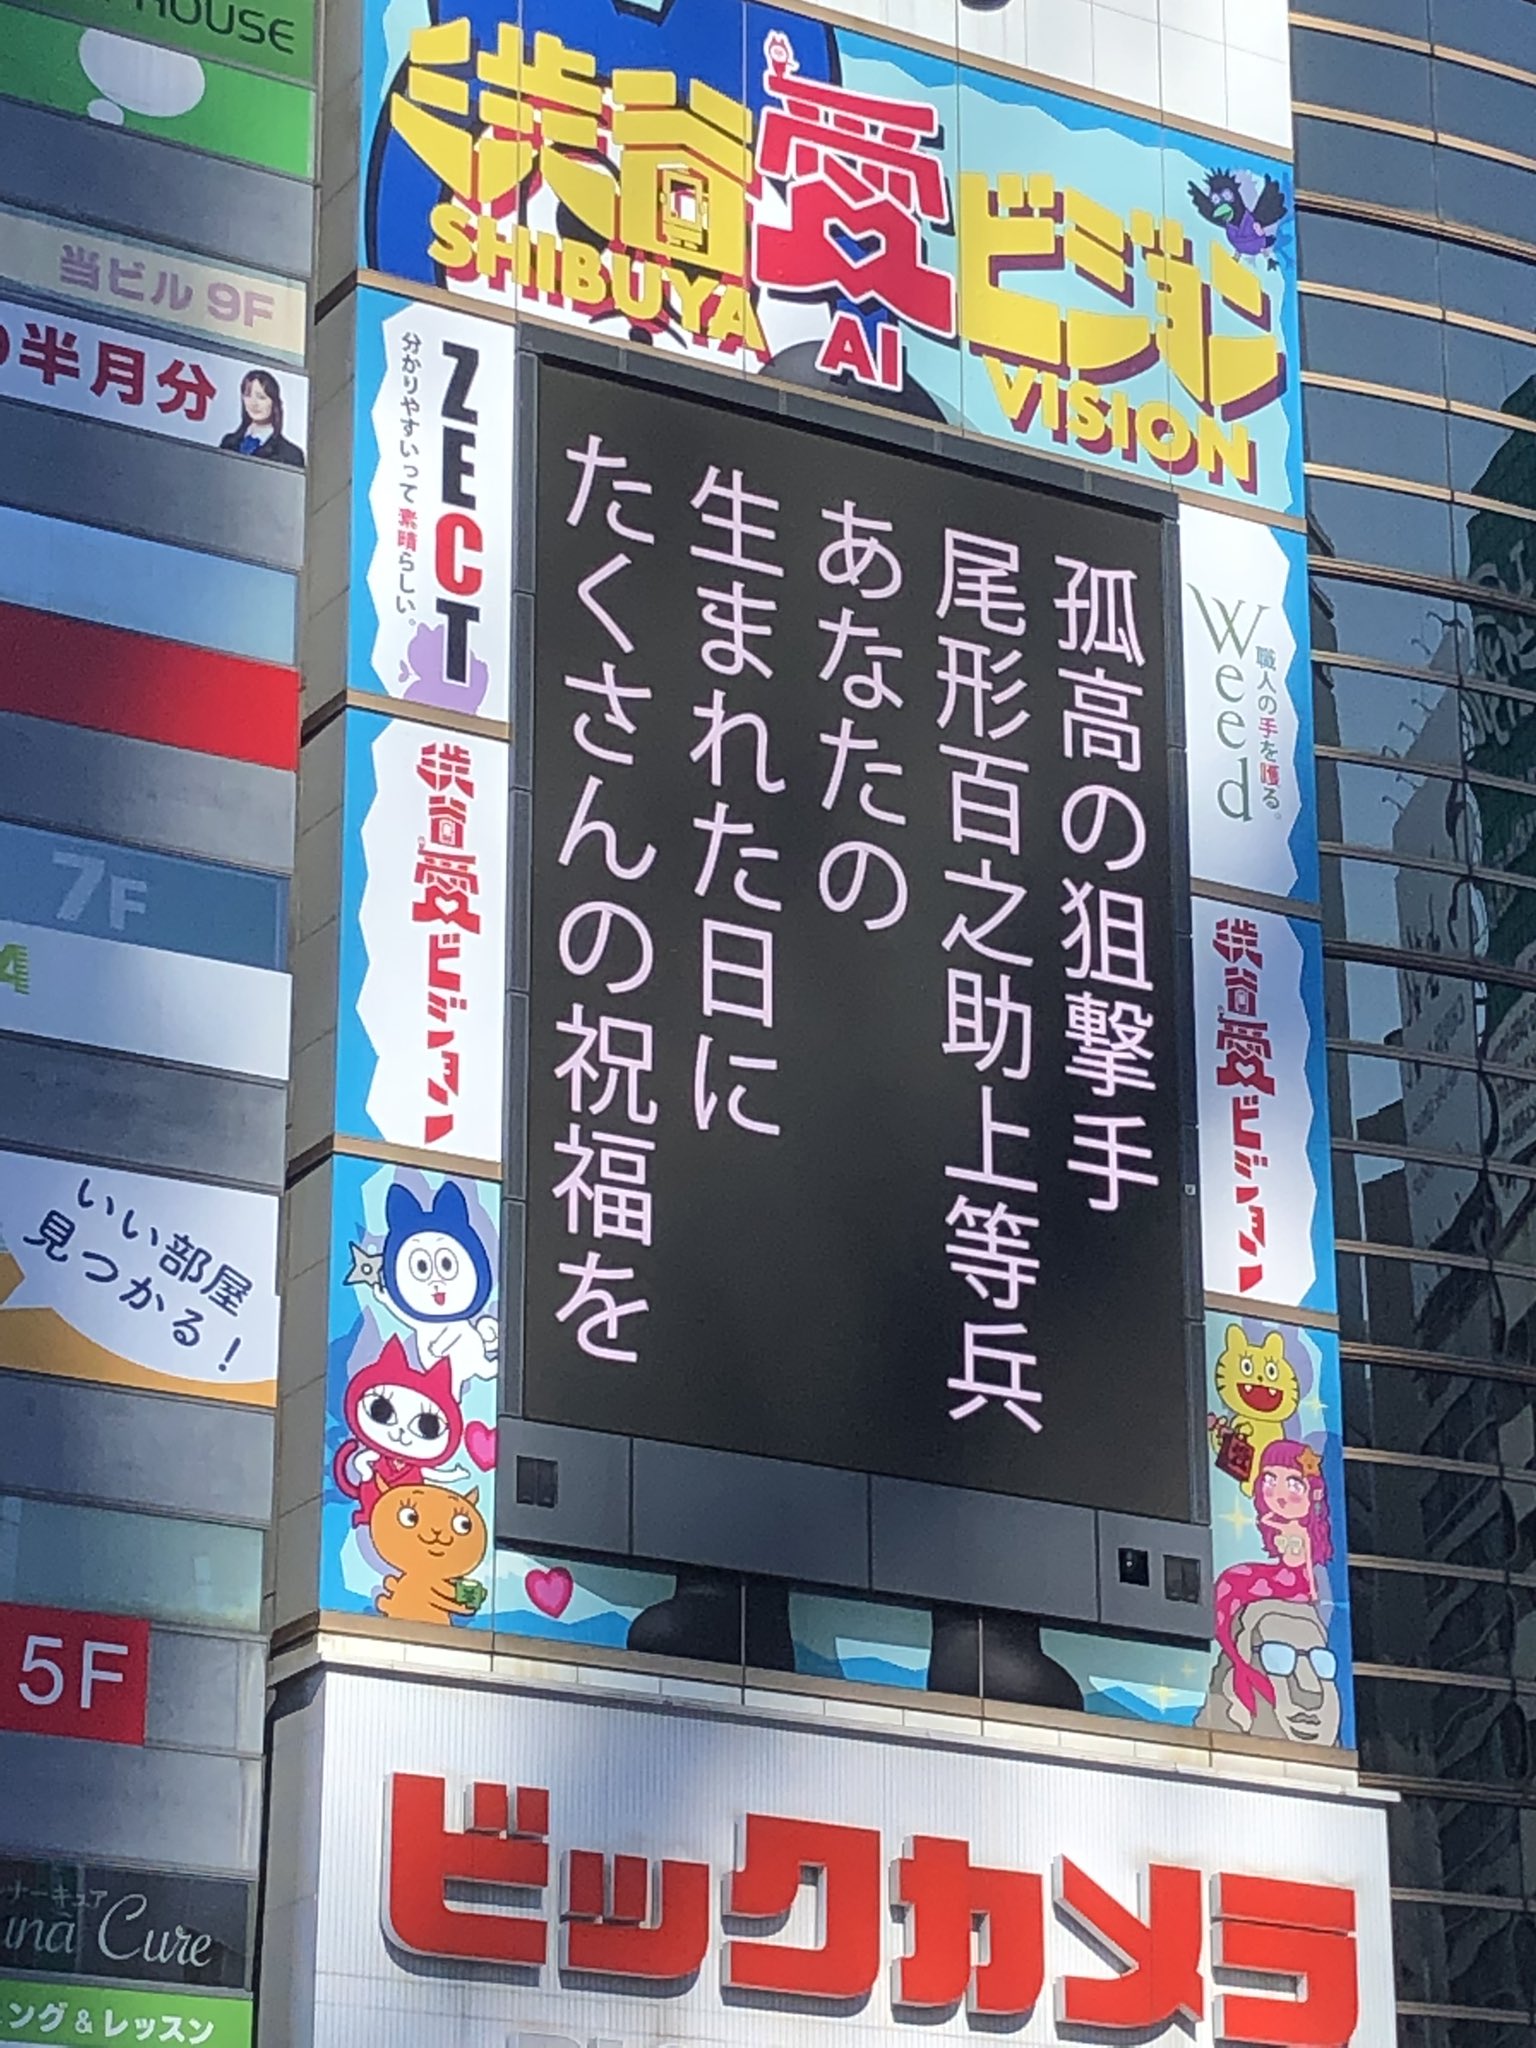 HOUSE
渋谷愛ビジョン
SHIBUYA AI VISION
当ビル 9F
半月分
ZECT
分かりやすいって素晴らしい。
孤高の狙撃手
尾形百之助上等兵
あなたの
生まれた日に
たくさんの祝福を
Weed
職人の手を護る。
渋谷愛ビジョン
渋谷愛ビジョン
7F
いい部屋
見つかる!
5F
Cure
ング&レッスン
ビックカメラ